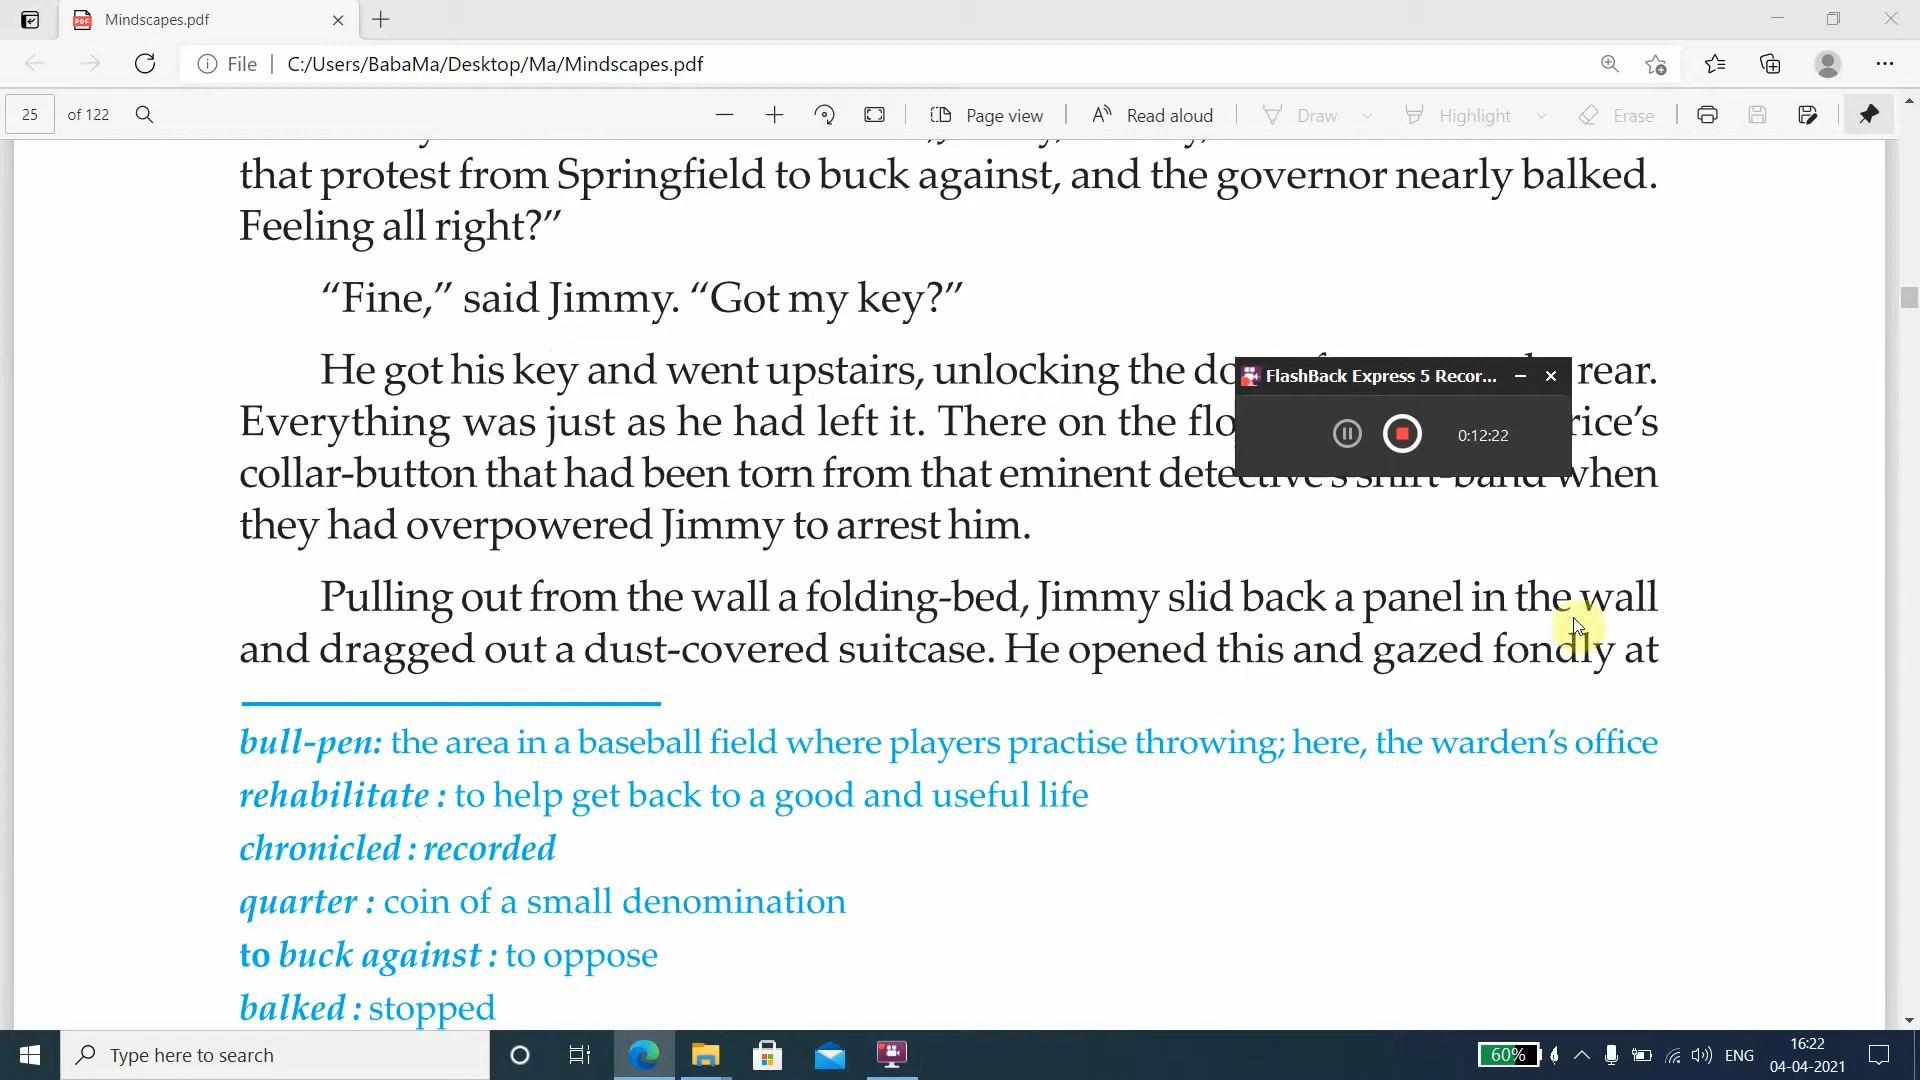 Mindscapes.pdf
File
C:/Users/BabaMa/Desktop/Ma/Mindscapes.pdf
25 of 122
Page view
Read aloud
Draw
Highlight
Erase
that protest from Springfield to buck against, and the governor nearly balked.
Feeling all right?”
“Fine,” said Jimmy. “Got my key?”
He got his key and went upstairs, unlocking the rear.
Everything was just as he had left it. There on the
collar-button that had been torn from that eminent detective’s shirt-band when
they had overpowered Jimmy to arrest him.
Pulling out from the wall a folding-bed, Jimmy slid back a panel in the wall
and dragged out a dust-covered suitcase. He opened this and gazed fondly at
FlashBack Express 5 Recor...
0:12:22
bull-pen: the area in a baseball field where players practise throwing; here, the warden’s office
rehabilitate : to help get back to a good and useful life
chronicled : recorded
quarter : coin of a small denomination
to buck against : to oppose
balked : stopped
Type here to search
60%
ENG
16:22
04-04-2021